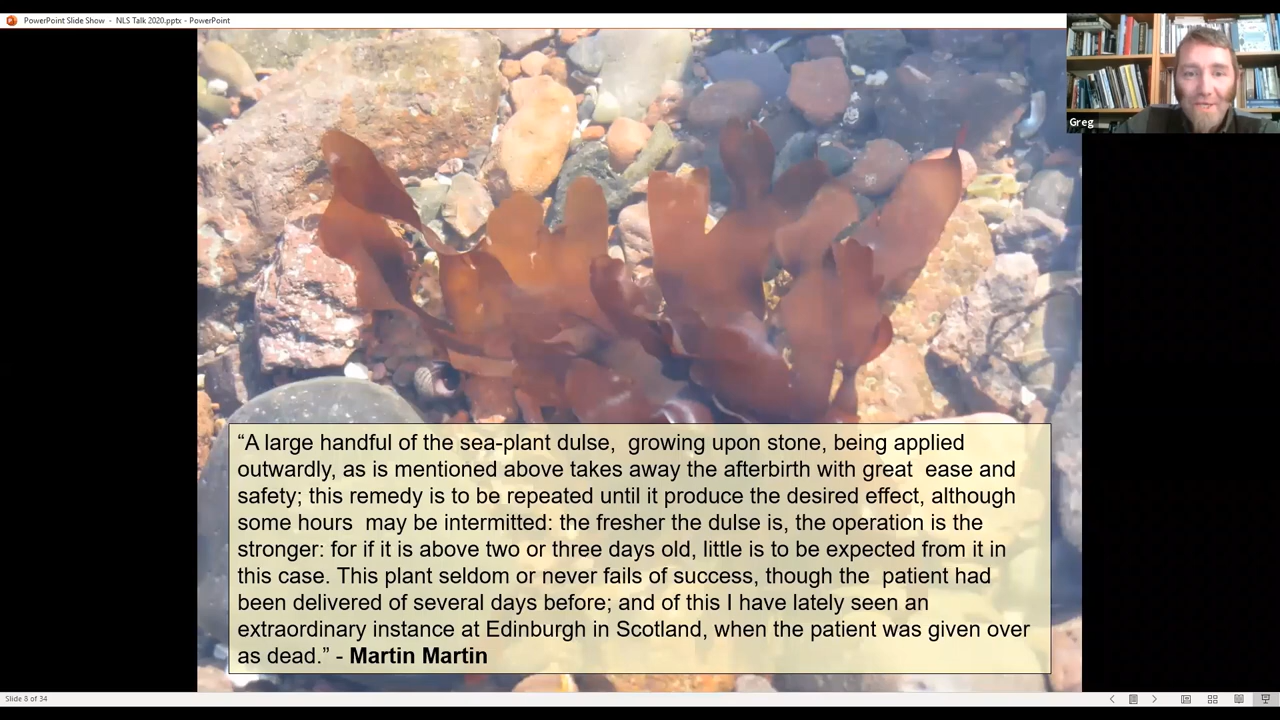 PowerPoint Slide Show - NLS Talk 2020.pptx - PowerPoint
Greg
“A large handful of the sea-plant dulse,  growing upon stone, being applied
outwardly, as is mentioned above takes away the afterbirth with great  ease and
safety; this remedy is to be repeated until it produce the desired effect, although
some hours  may be intermitted: the fresher the dulse is, the operation is the
stronger: for if it is above two or three days old, little is to be expected from it in
this case. This plant seldom or never fails of success, though the  patient had
been delivered of several days before; and of this I have lately seen an
extraordinary instance at Edinburgh in Scotland, when the patient was given over
as dead.” - Martin Martin
Slide 8 of 34